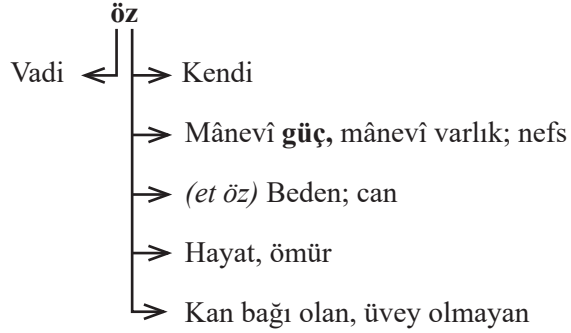 öz
Vadi Kendi
Mânevî güç, mânevî varlık; nefs
(et öz) Beden; can
Hayat, ömür
Kan bağı olan, üvey olmayan